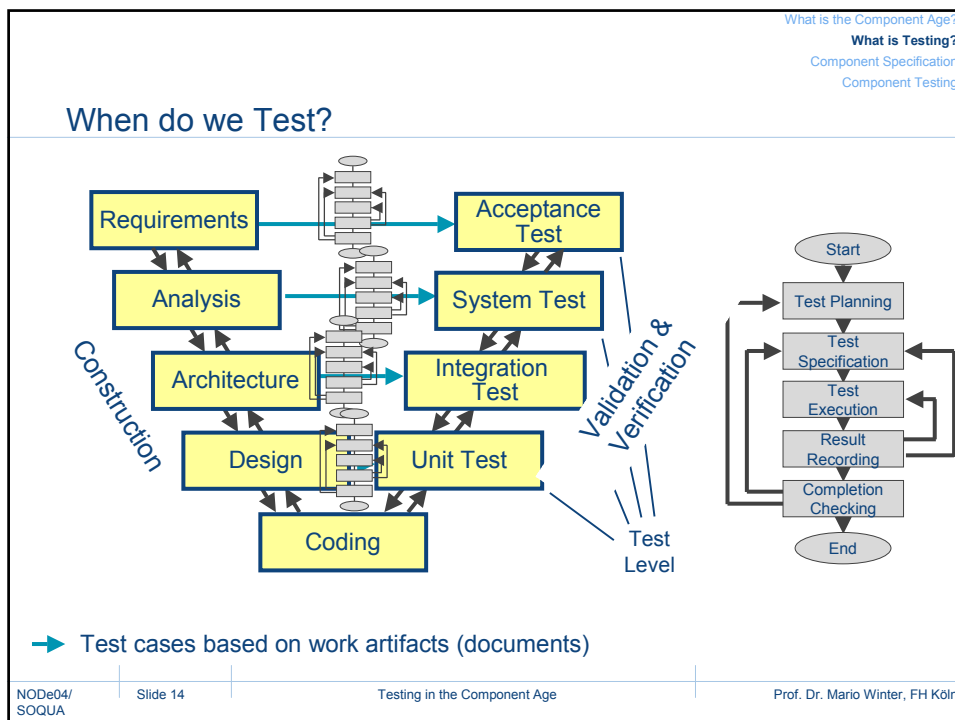 What is the Component Age?
What is Testing?
Component Specification
Component Testing
When do we Test?
Requirements
Acceptance
Test
Analysis
System Test
Architecture
Integration
Test
Design
Unit Test
Coding
Construction
Validation &
Verification
Test
Level
Start
Test Planning
Test
Specification
Test
Execution
Result
Recording
Completion
Checking
End
Test cases based on work artifacts (documents)
NODe04/
SOQUA
Slide 14
Testing in the Component Age
Prof. Dr. Mario Winter, FH Köln